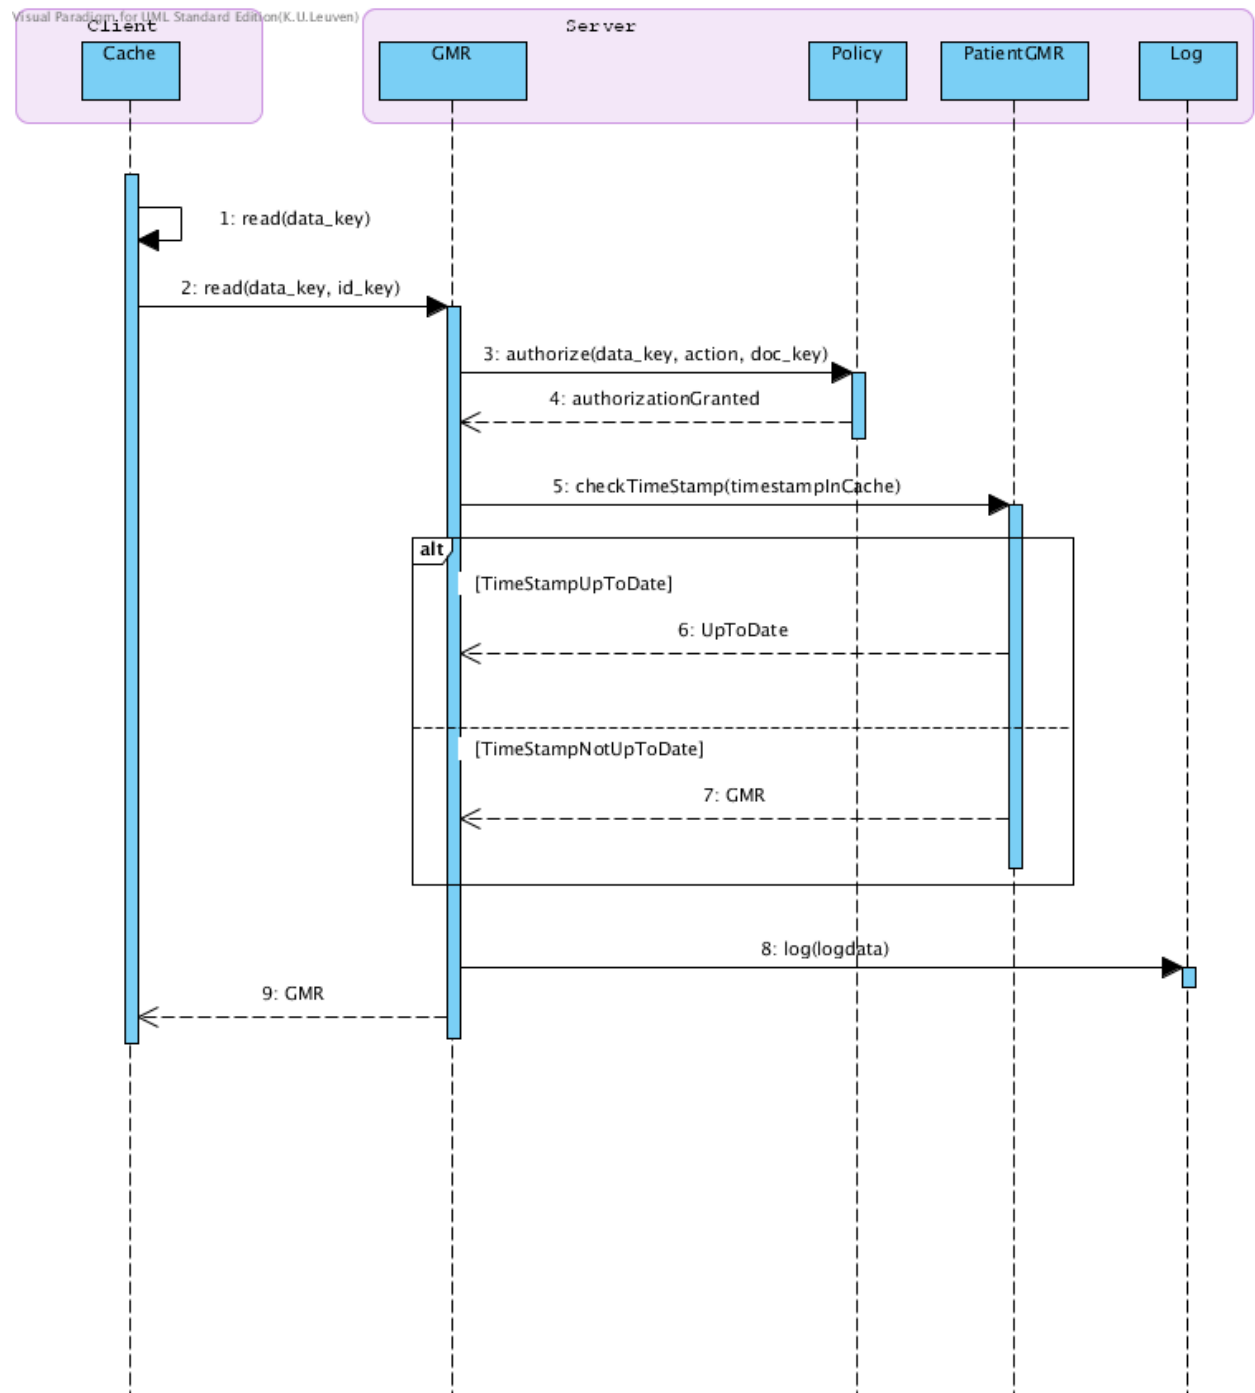 Visual Paradigm for UML Standard Edition(K.U.Leuven)
Client
Server
Cache
GMR
Policy
PatientGMR
Log
1: read(data_key)
2: read(data_key, id_key)
3: authorize(data_key, action, doc_key)
4: authorizationGranted
5: checkTimeStamp(timestampInCache)
alt
[TimeStampUpToDate]
6: UpToDate
[TimeStampNotUpToDate]
7: GMR
8: log(logdata)
9: GMR